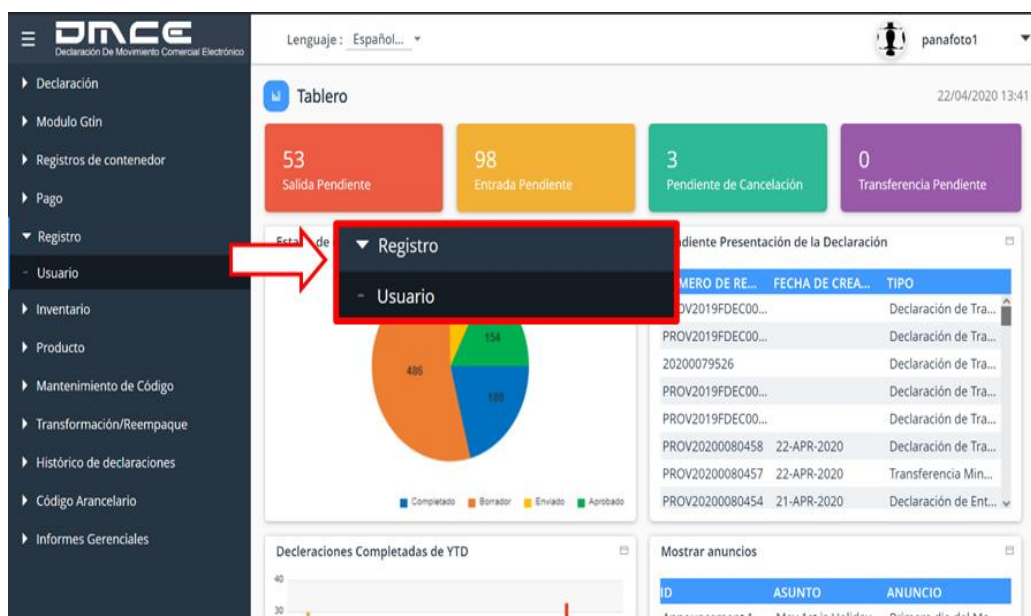 DMCE
Declaración De Movimiento Comercial Electrónico
Lenguaje : Español...
panafoto1
Declaración
Modulo Gtin
Registros de contenedor
Pago
Registro
- Usuario
Inventario
Producto
Mantenimiento de Código
Transformación/Reempaque
Histórico de declaraciones
Código Arancelario
Informes Gerenciales
Tablero
22/04/2020 13:41
53
Salida Pendiente
98
Entrada Pendiente
3
Pendiente de Cancelación
0
Transferencia Pendiente
Registro
- Usuario
154
486
180
Completado Borrador Enviado Aprobado
Presentación de la Declaración
FECHA DE CREA... TIPO
PROV2019FDEC00... Declaración de Tra...
PROV2019FDEC00... Declaración de Tra...
20200079526 Declaración de Tra...
PROV2019FDEC00... Declaración de Tra...
PROV2019FDEC00... Declaración de Tra...
PROV20200080458 22-APR-2020 Declaración de Tra...
PROV20200080457 22-APR-2020 Transferencia Min...
PROV20200080454 21-APR-2020 Declaración de Ent...
Decleraciones Completadas de YTD
40
30
Mostrar anuncios
ID ASUNTO ANUNCIO